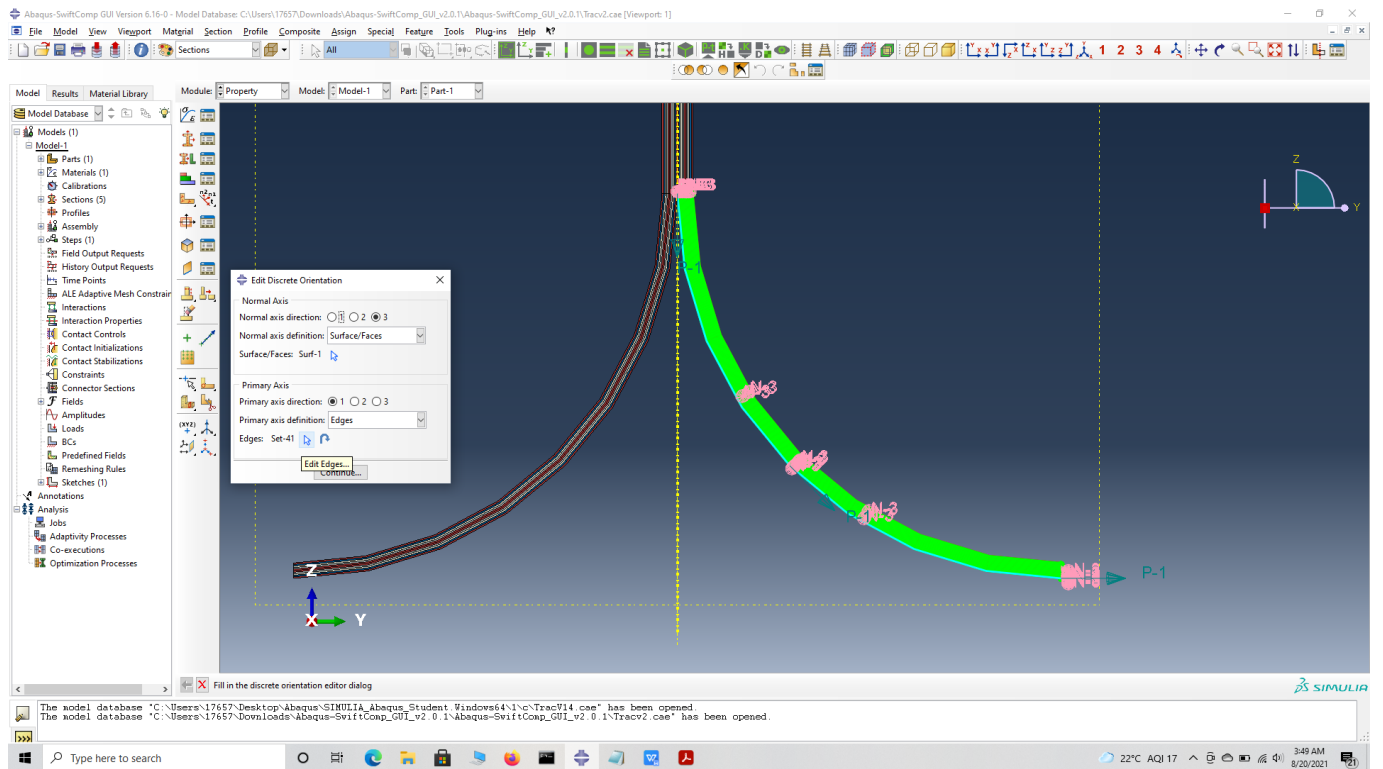 Abaqus-SwiftComp GUI Version 6.16-0 - Model Database: C:\Users\17657\Downloads\Abaqus-SwiftComp_GUI_v2.0.1\Abaqus-SwiftComp_GUI_v2.0.1\Tracv2.cae [Viewport: 1]
File Model View Viewport Material Section Profile Composite Assign Special Feature Tools Plug-ins Help
Sections
All
1 2 3 4
Model Results Material Library
Module: Property Model: Model-1 Part: Part-1
Model Database
Models (1)
Model-1
Parts (1)
Materials (1)
Calibrations
Sections (5)
Profiles
Assembly
Steps (1)
Field Output Requests
History Output Requests
Time Points
ALE Adaptive Mesh Constrain
Interactions
Interaction Properties
Contact Controls
Contact Initializations
Contact Stabilizations
Constraints
Connector Sections
Fields
Amplitudes
Loads
BCs
Predefined Fields
Remeshing Rules
Sketches (1)
Annotations
Analysis
Jobs
Adaptivity Processes
Co-executions
Optimization Processes
Edit Discrete Orientation
Normal Axis
Normal axis direction: 1 2 3
Normal axis definition: Surface/Faces
Surface/Faces: Surf-1
Primary Axis
Primary axis direction: 1 2 3
Primary axis definition: Edges
Edges: Set-41
Edit Edges...
Continue...
P-1
N-3
P-1
P-1
Z
Y
X
Z
Y
X
Fill in the discrete orientation editor dialog
SIMULIA
The model database "C:\Users\17657\Desktop\Abaqus\SIMULIA_Abaqus_Student.Windows64\1\c\TracV14.cae" has been opened.
The model database "C:\Users\17657\Downloads\Abaqus-SwiftComp_GUI_v2.0.1\Abaqus-SwiftComp_GUI_v2.0.1\Tracv2.cae" has been opened.
>>>
Type here to search
22°C AQI 17
3:49 AM
8/20/2021
21